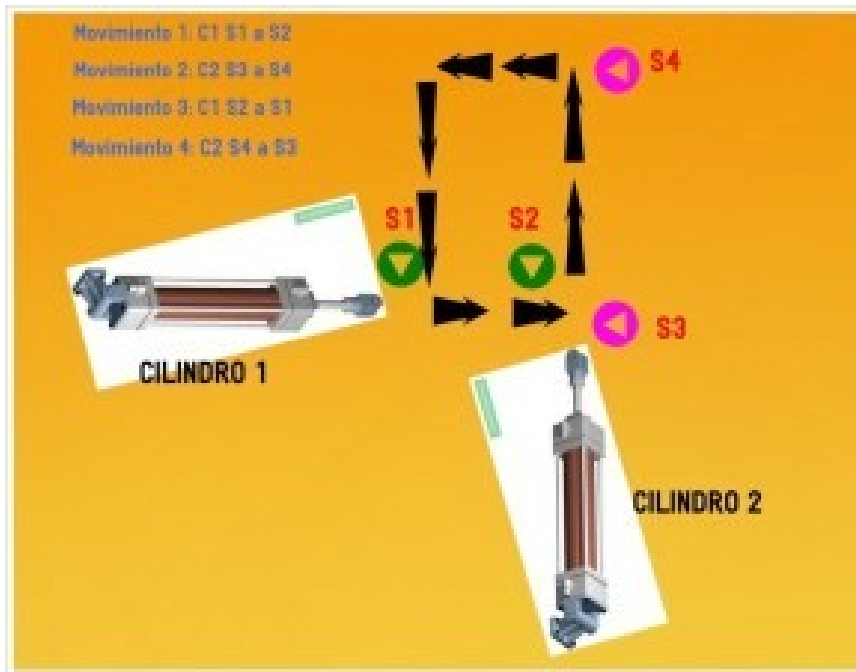 Movimiento 1: C1 S1 a S2
Movimiento 2: C2 S3 a S4
Movimiento 3: C1 S2 a S1
Movimiento 4: C2 S4 a S3
S4
S1
S2
S3
CILINDRO 1
CILINDRO 2